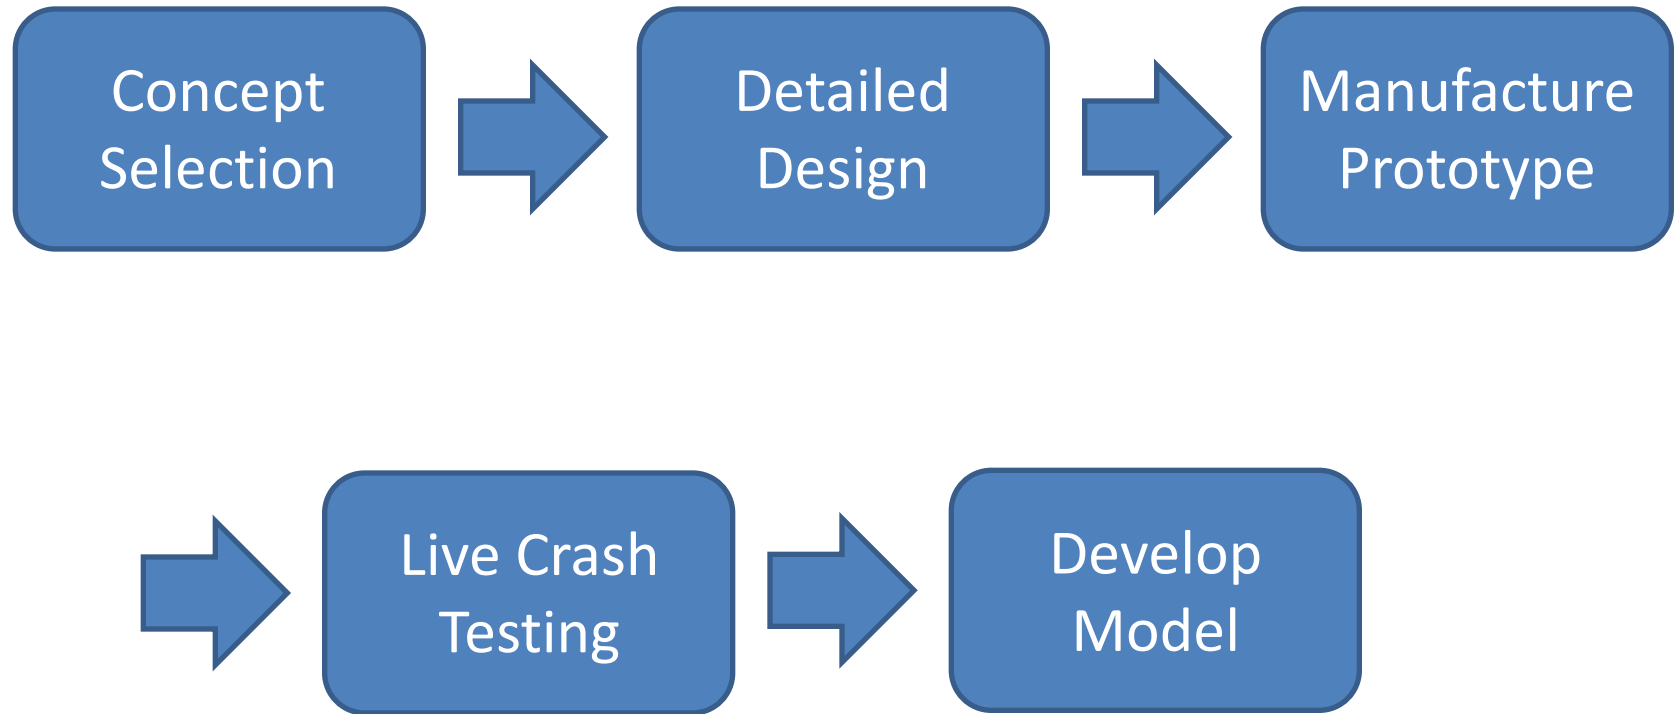 Concept
Selection
Detailed
Design
Manufacture
Prototype
Live Crash
Testing
Develop
Model